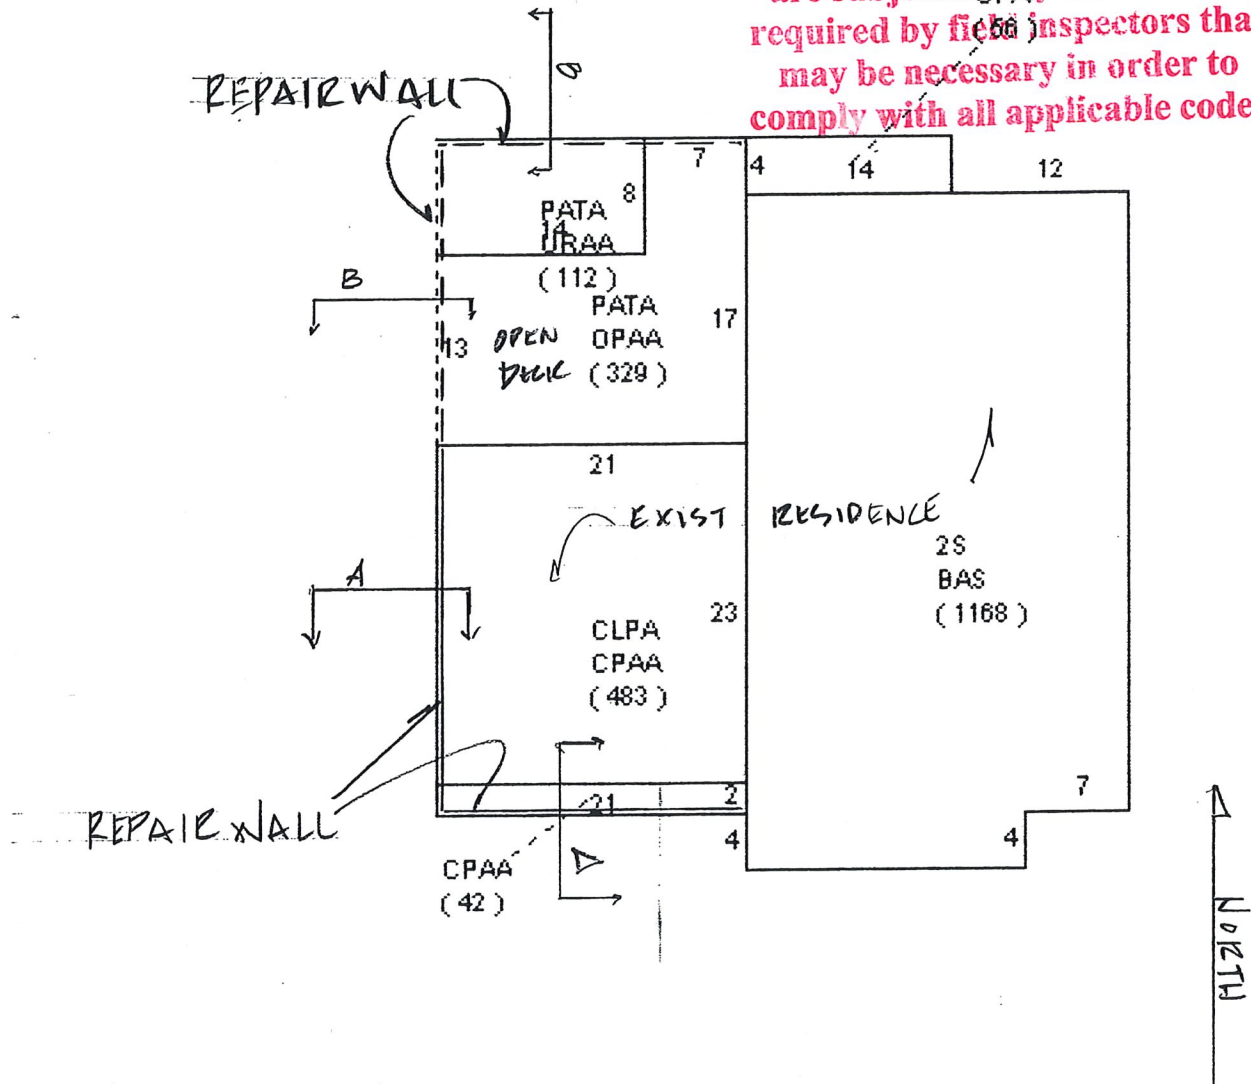 required by field inspectors tha
(56)
may be necessary in order to
comply with all applicable code
B
REPAIR WALL
7
4
14
12
8
PATA
14
URAA
(112)
B
PATA
OPAA
(329)
17
13
OPEN
DECK
21
EXIST RESIDENCE
2S
BAS
(1168)
A
23
CLPA
CPAA
(483)
7
21
2
REPAIR WALL
4
4
A
CPAA
(42)
NORTH